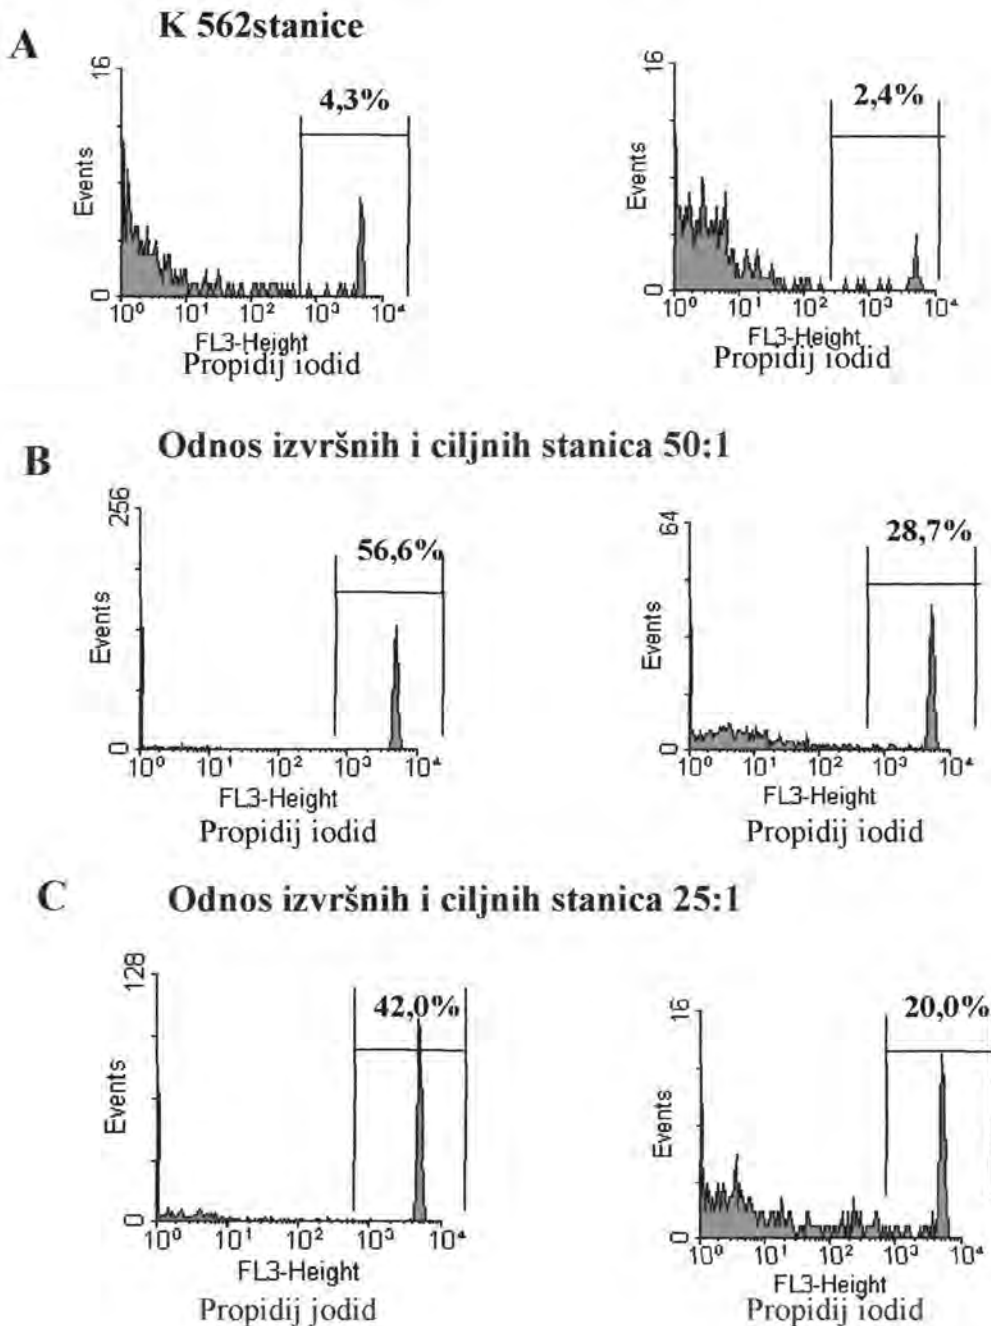 A
K 562stanice
16
4,3%
Events
0
10⁰ 10¹ 10² 10³ 10⁴
FL3-Height
Propidij iodid
16
2,4%
Events
0
10⁰ 10¹ 10² 10³ 10⁴
FL3-Height
Propidij iodid
B
Odnos izvršnih i ciljnih stanica 50:1
256
56,6%
Events
0
10⁰ 10¹ 10² 10³ 10⁴
FL3-Height
Propidij iodid
64
28,7%
Events
0
10⁰ 10¹ 10² 10³ 10⁴
FL3-Height
Propidij iodid
C
Odnos izvršnih i ciljnih stanica 25:1
128
42,0%
Events
0
10⁰ 10¹ 10² 10³ 10⁴
FL3-Height
Propidij jodid
16
20,0%
Events
0
10⁰ 10¹ 10² 10³ 10⁴
FL3-Height
Propidij iodid